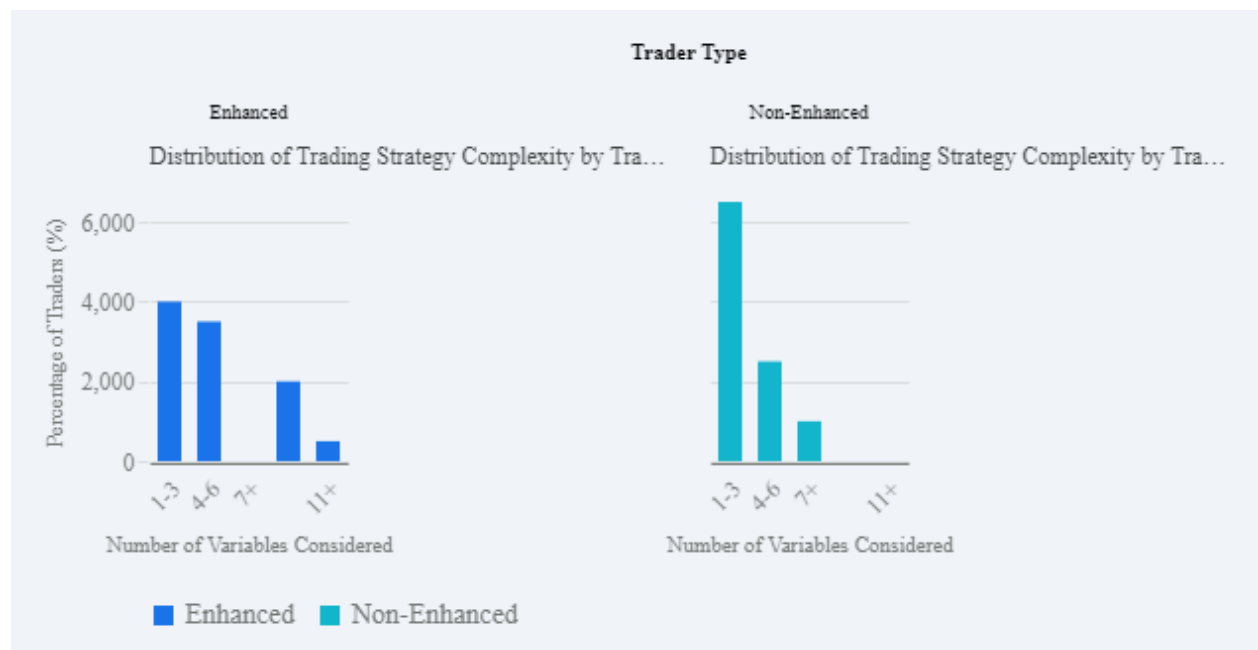 Trader Type
Enhanced
Non-Enhanced
Distribution of Trading Strategy Complexity by Tra...
Distribution of Trading Strategy Complexity by Tra...
Percentage of Traders (%)
6,000
4,000
2,000
0
1-3 4-6 7+ 11+
1-3 4-6 7+ 11+
Number of Variables Considered
Number of Variables Considered
Enhanced Non-Enhanced